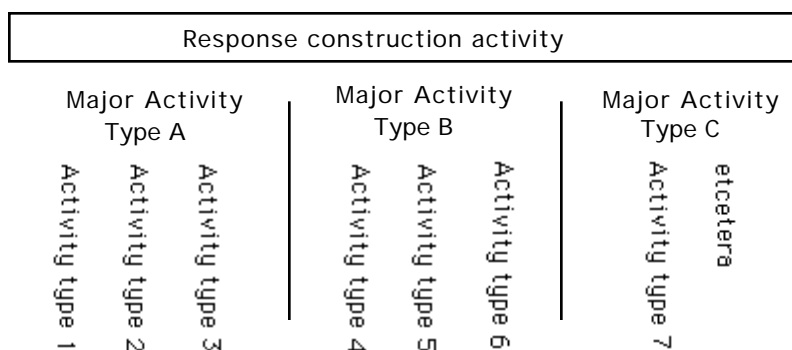 Response construction activity
Major Activity
Type A
Major Activity
Type B
Major Activity
Type C
Activity type 1
Activity type 2
Activity type 3
Activity type 4
Activity type 5
Activity type 6
Activity type 7
etcetera